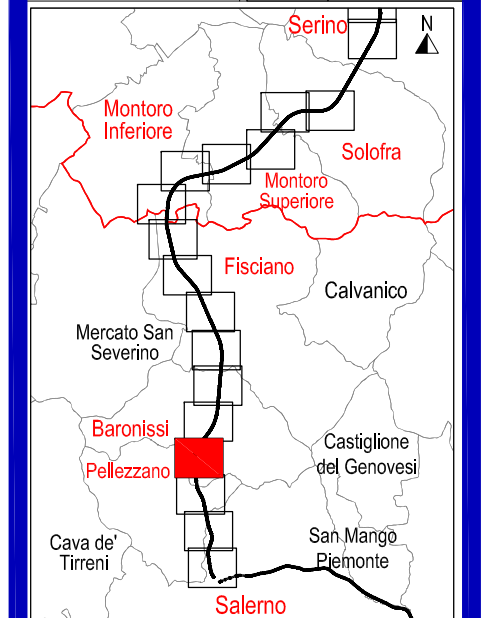 Serino
N
Montoro
Inferiore
Solofra
Montoro
Superiore
Fisciano
Calvanico
Mercato San
Severino
Baronissi
Castiglione
del Genovesi
Pellezzano
Cava de'
Tirreni
San Mango
Piemonte
Salerno